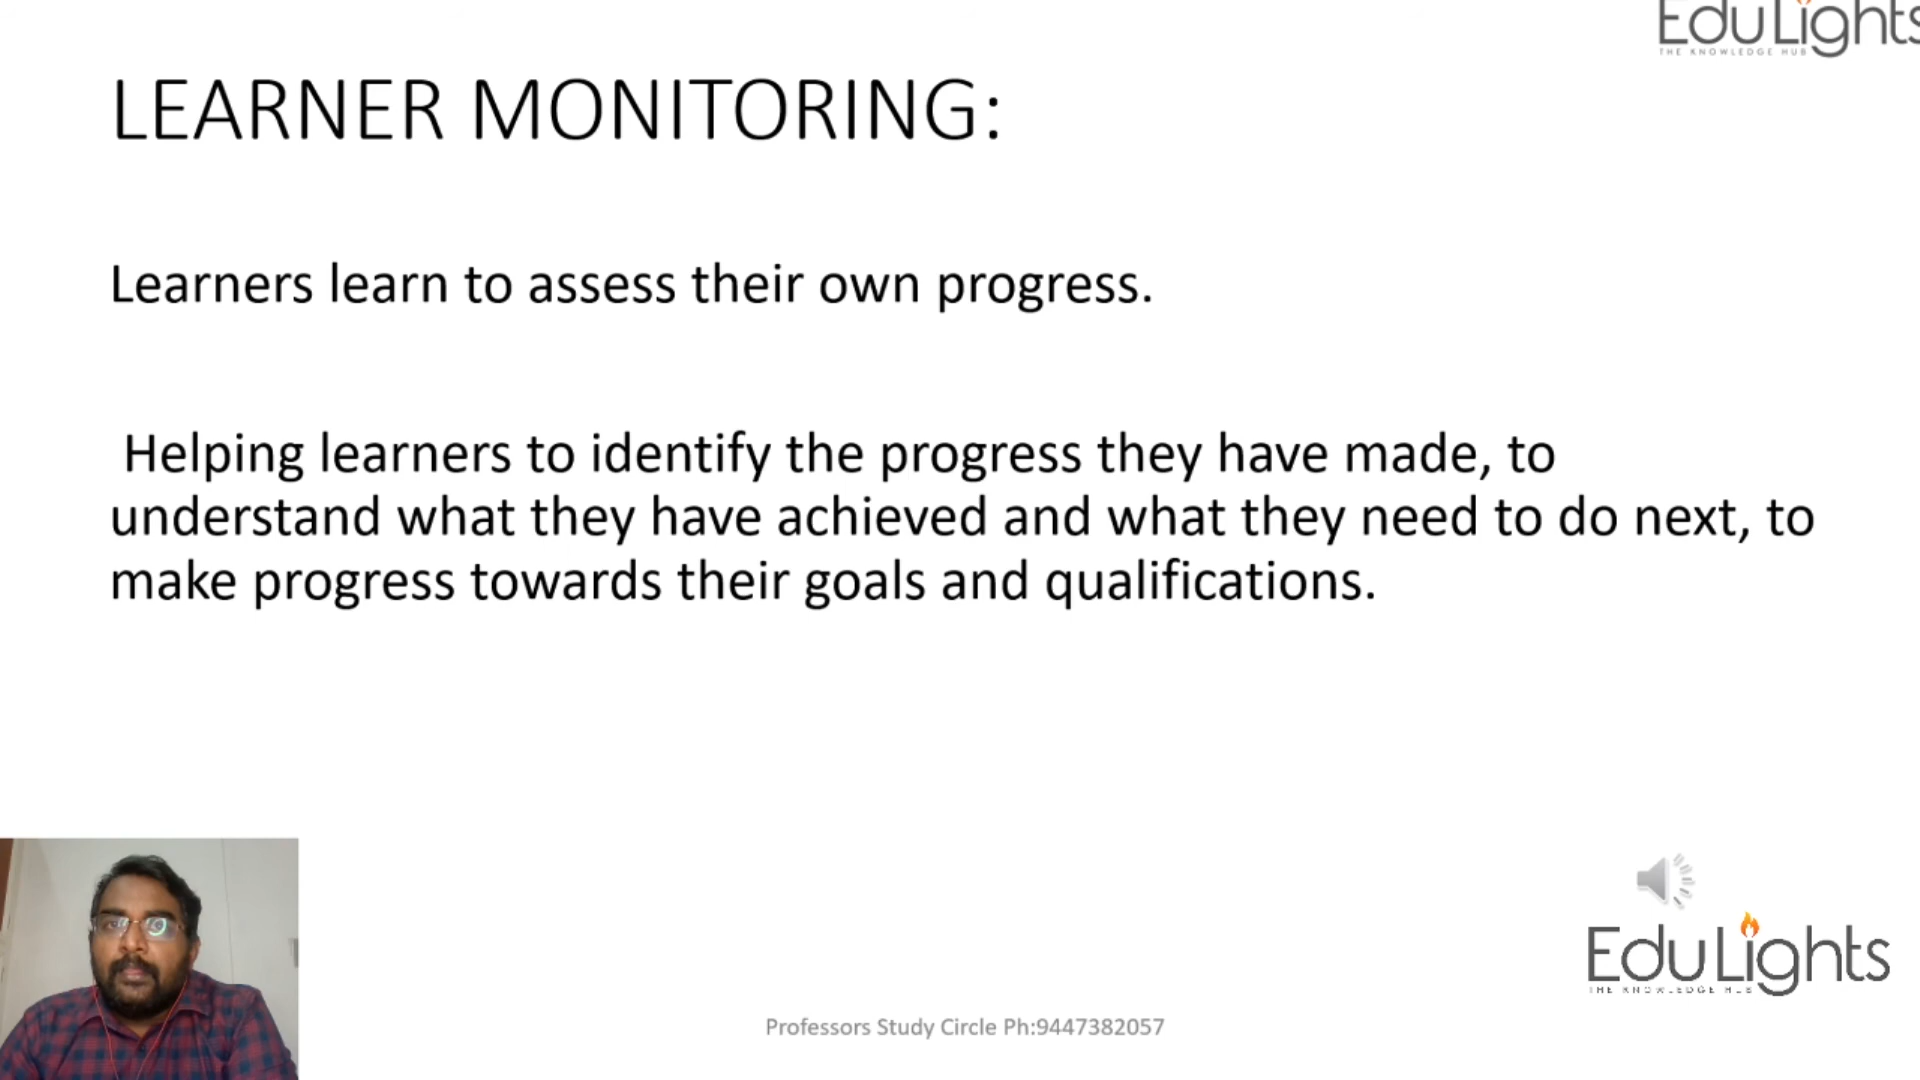 EduLights
THE KNOWLEDGE HUB
LEARNER MONITORING:
Learners learn to assess their own progress.
Helping learners to identify the progress they have made, to
understand what they have achieved and what they need to do next, to
make progress towards their goals and qualifications.
EduLights
THE KNOWLEDGE HUB
Professors Study Circle Ph:9447382057